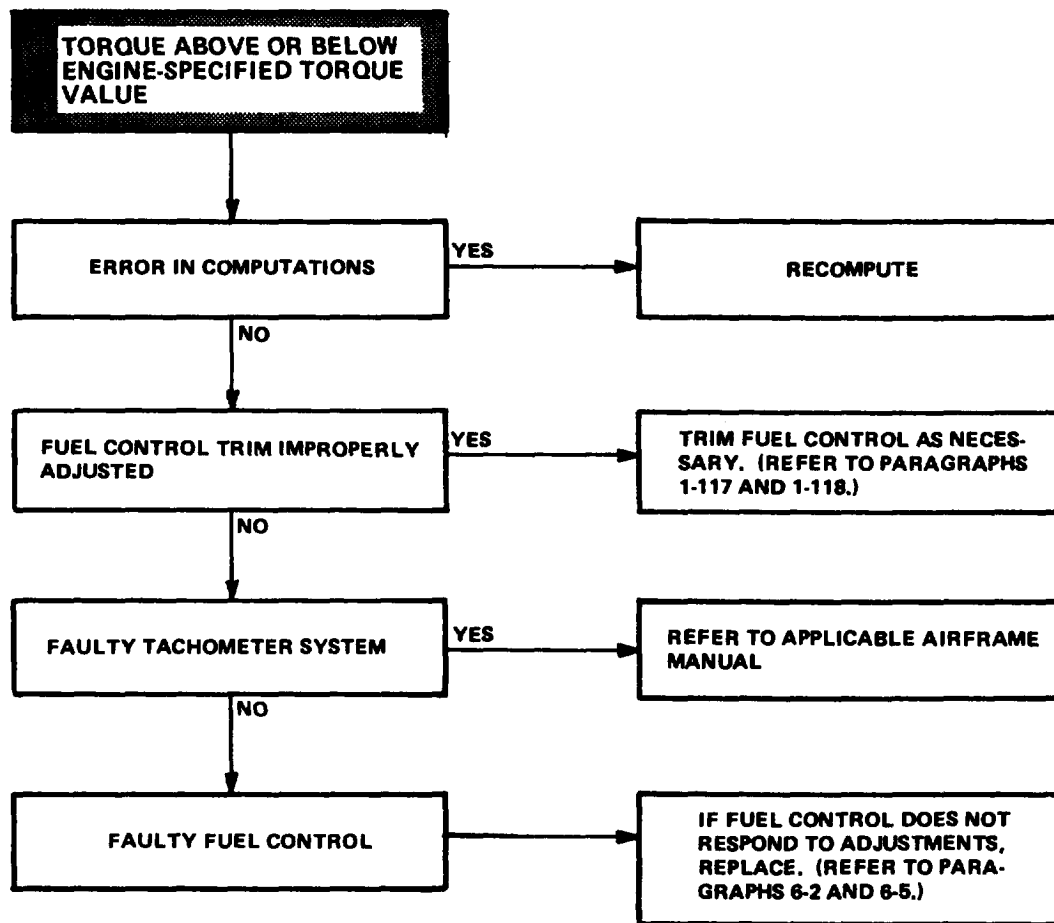 TORQUE ABOVE OR BELOW
ENGINE-SPECIFIED TORQUE
VALUE
ERROR IN COMPUTATIONS
YES
RECOMPUTE
NO
FUEL CONTROL TRIM IMPROPERLY
ADJUSTED
YES
TRIM FUEL CONTROL AS NECES-
SARY. (REFER TO PARAGRAPHS
1-117 AND 1-118.)
NO
FAULTY TACHOMETER SYSTEM
YES
REFER TO APPLICABLE AIRFRAME
MANUAL
NO
FAULTY FUEL CONTROL
IF FUEL CONTROL DOES NOT
RESPOND TO ADJUSTMENTS,
REPLACE. (REFER TO PARA-
GRAPHS 6-2 AND 6-5.)